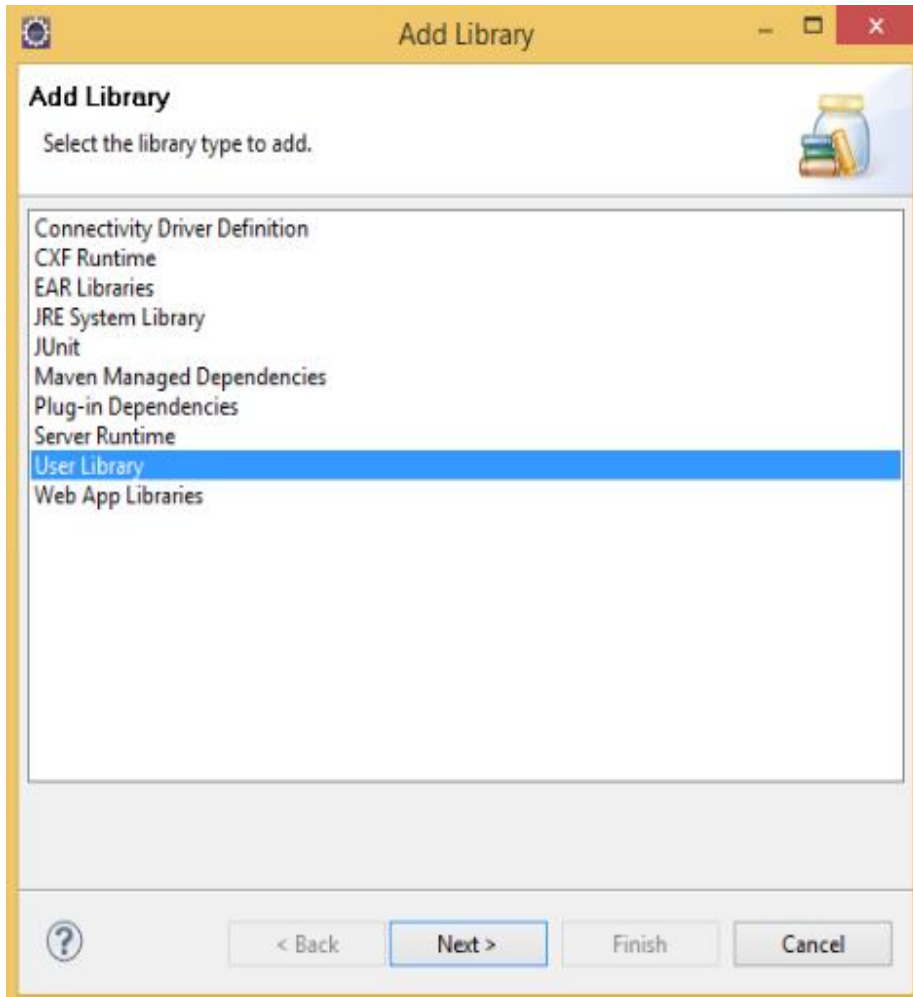 Add Library
Add Library
Select the library type to add.
Connectivity Driver Definition
CXF Runtime
EAR Libraries
JRE System Library
JUnit
Maven Managed Dependencies
Plug-in Dependencies
Server Runtime
User Library
Web App Libraries
? < Back Next > Finish Cancel